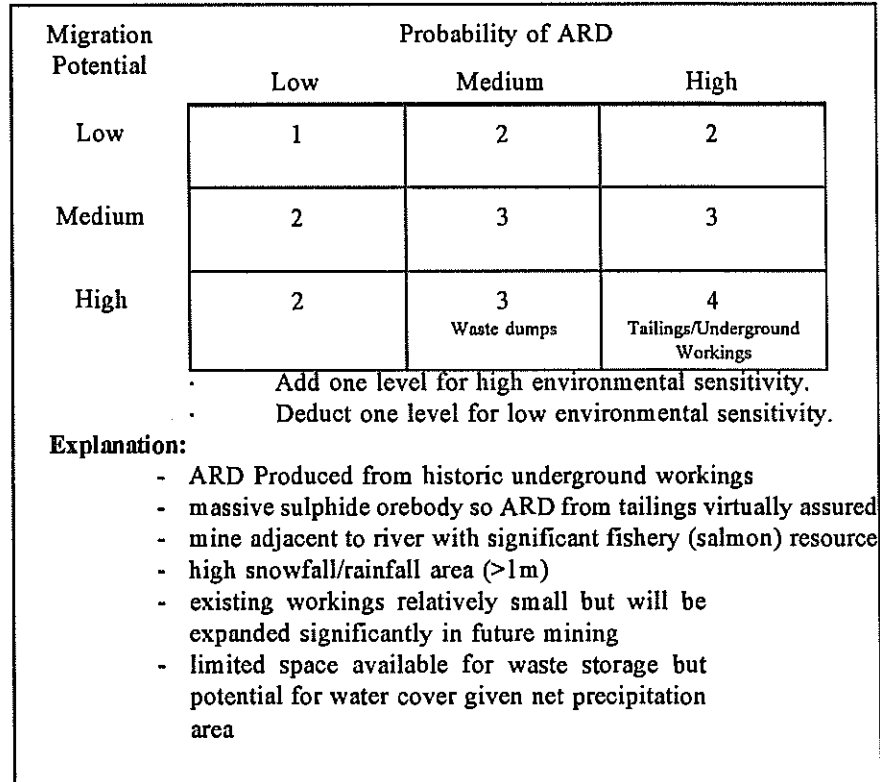 Migration Probability of ARD
Potential
Low Medium High
Low 1 2 2
Medium 2 3 3
High 2 3 4
Waste dumps Tailings/Underground
Workings
· Add one level for high environmental sensitivity.
· Deduct one level for low environmental sensitivity.
Explanation:
- ARD Produced from historic underground workings
- massive sulphide orebody so ARD from tailings virtually assured
- mine adjacent to river with significant fishery (salmon) resource
- high snowfall/rainfall area (>1m)
- existing workings relatively small but will be
expanded significantly in future mining
- limited space available for waste storage but
potential for water cover given net precipitation
area